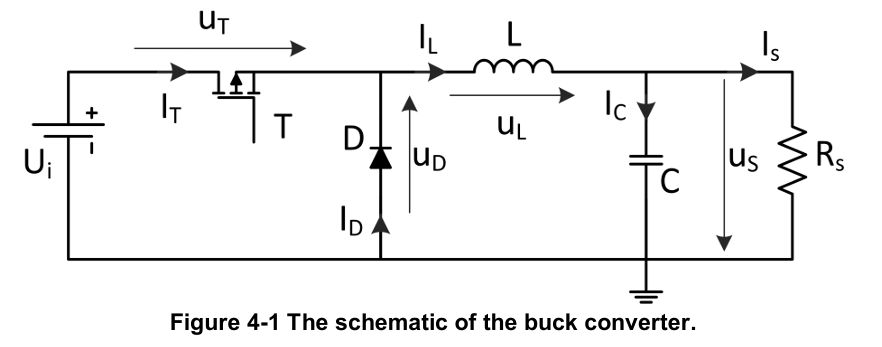 uT
IL
L
Is
IT
T
+
-
Ui
D
uD
ID
uL
IC
C
uS
Rs
Figure 4-1 The schematic of the buck converter.